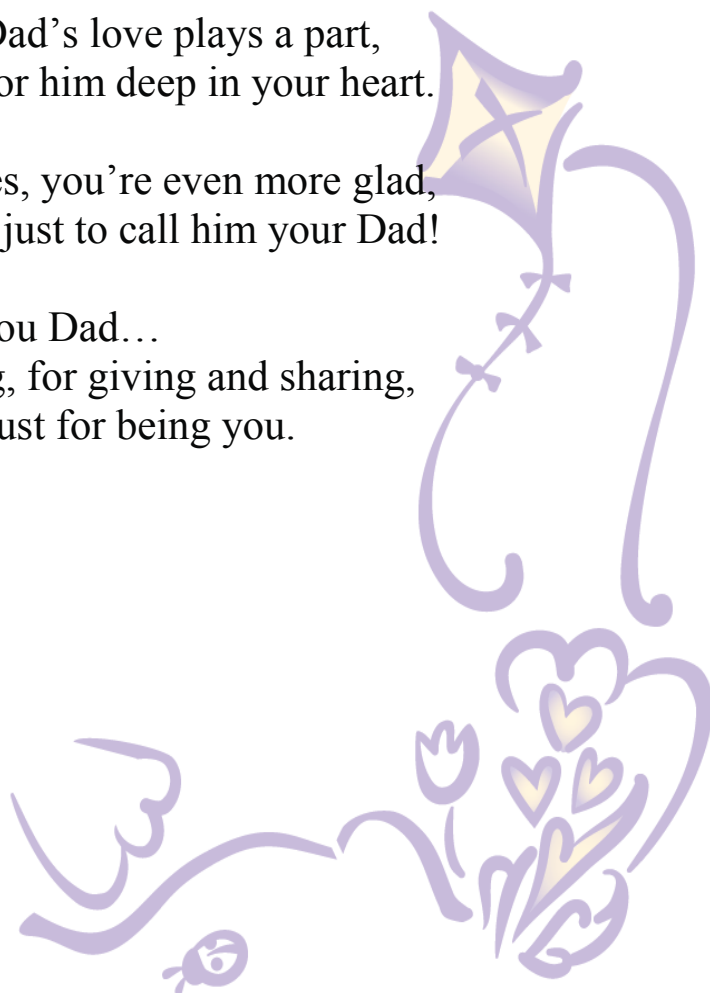 Dad’s love plays a part,
or him deep in your heart.
es, you’re even more glad,
just to call him your Dad!
ou Dad…
g, for giving and sharing,
ust for being you.